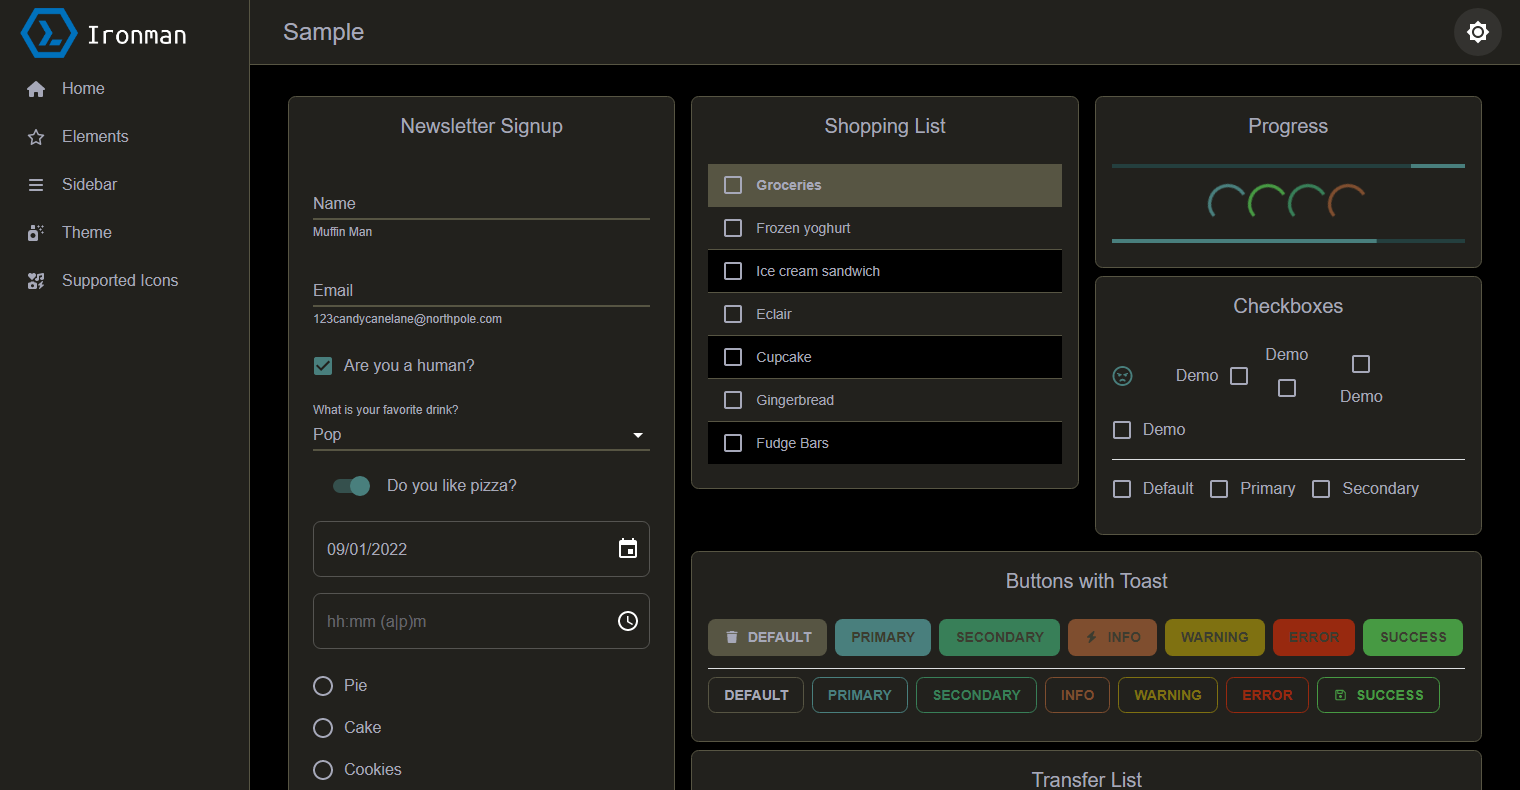 Ironman
Home
Elements
Sidebar
Theme
Supported Icons
Sample
Newsletter Signup
Name
Muffin Man
Email
123candycanelane@northpole.com
Are you a human?
What is your favorite drink?
Pop
Do you like pizza?
09/01/2022
hh:mm (a|p)m
Pie
Cake
Cookies
Shopping List
Groceries
Frozen yoghurt
Ice cream sandwich
Eclair
Cupcake
Gingerbread
Fudge Bars
Progress
Checkboxes
Demo
Demo
Demo
Demo
Default Primary Secondary
Buttons with Toast
DEFAULT PRIMARY SECONDARY INFO WARNING ERROR SUCCESS
DEFAULT PRIMARY SECONDARY INFO WARNING ERROR SUCCESS
Transfer List